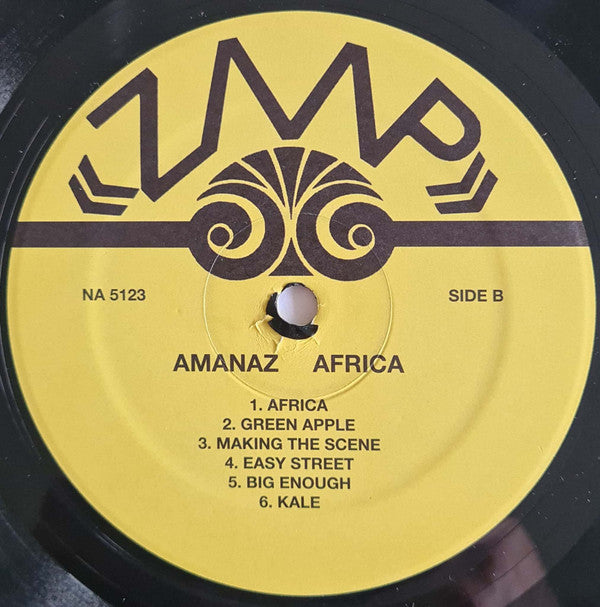 ZMP
NA 5123
SIDE B
AMANAZ AFRICA
1. AFRICA
2. GREEN APPLE
3. MAKING THE SCENE
4. EASY STREET
5. BIG ENOUGH
6. KALE